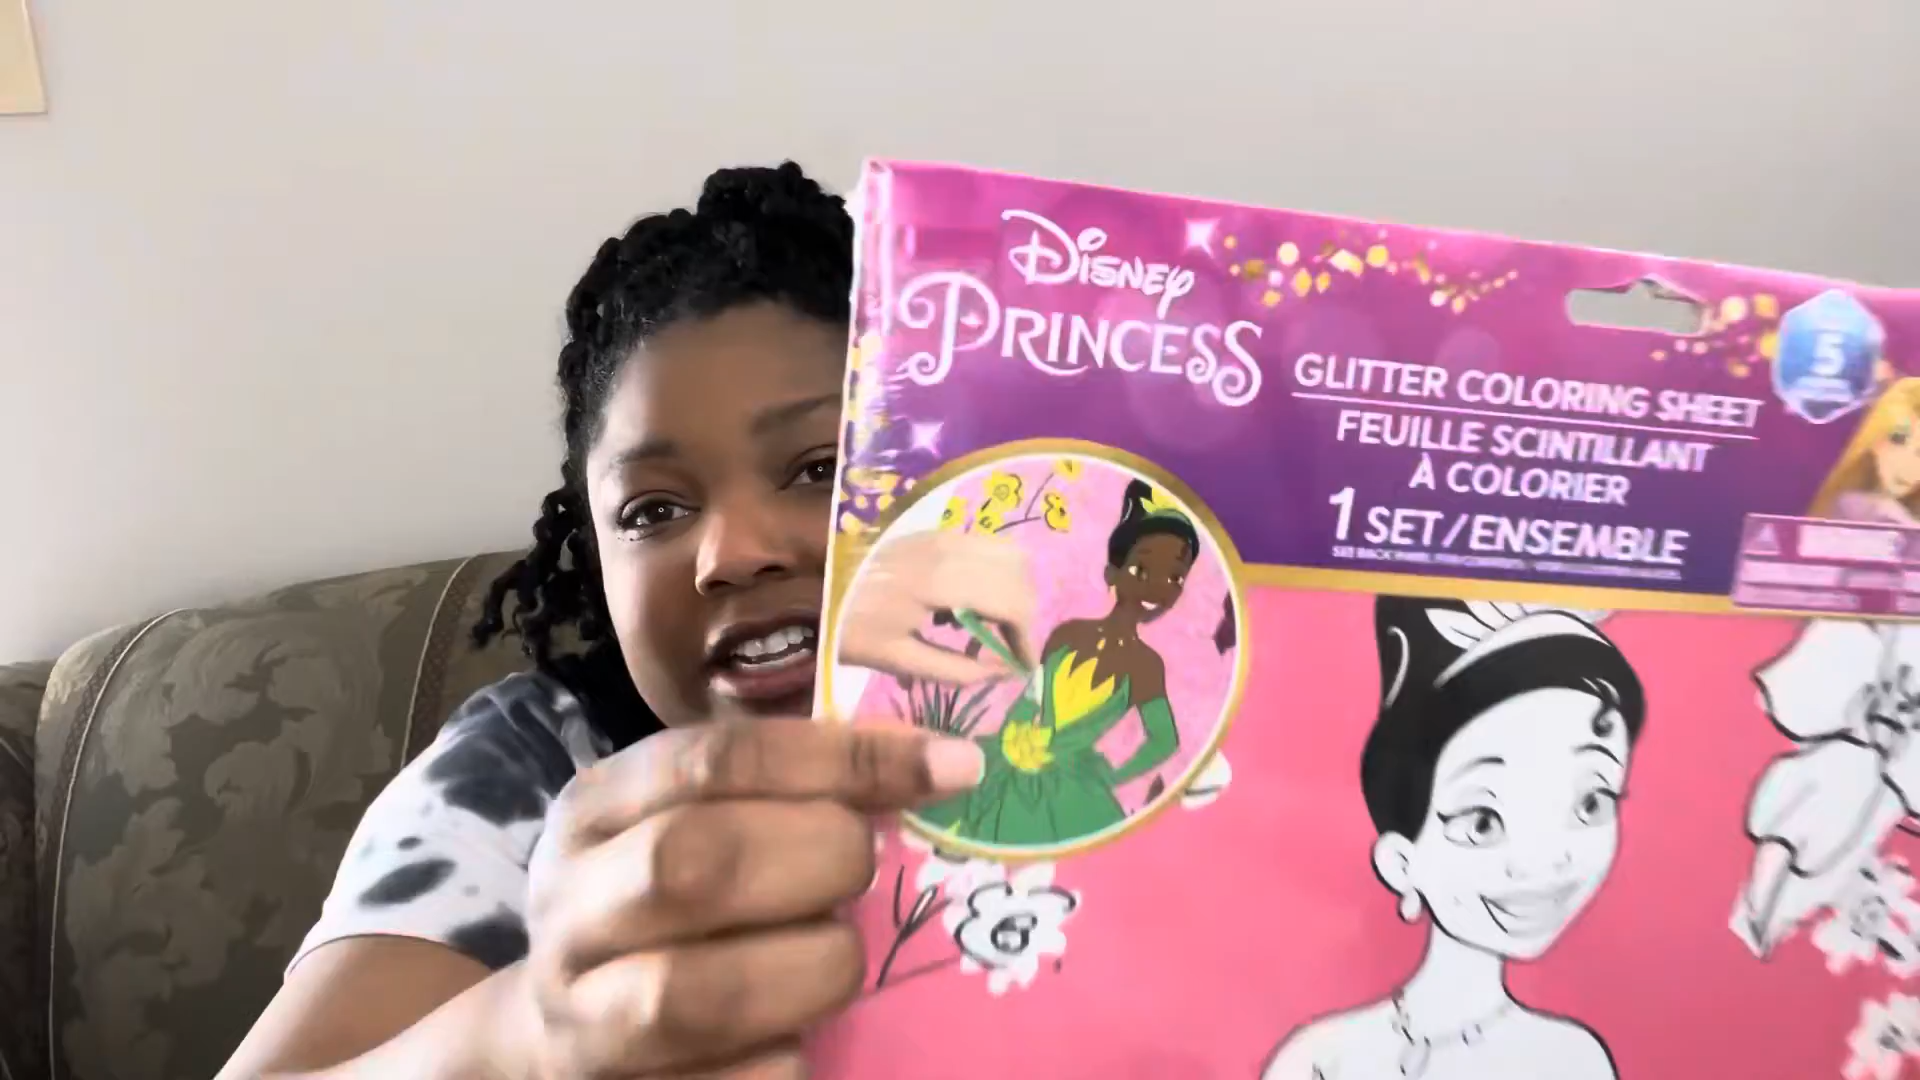 Disney
PRINCESS
GLITTER COLORING SHEET
FEUILLE SCINTILLANT
À COLORIER
1 SET/ENSEMBLE
5